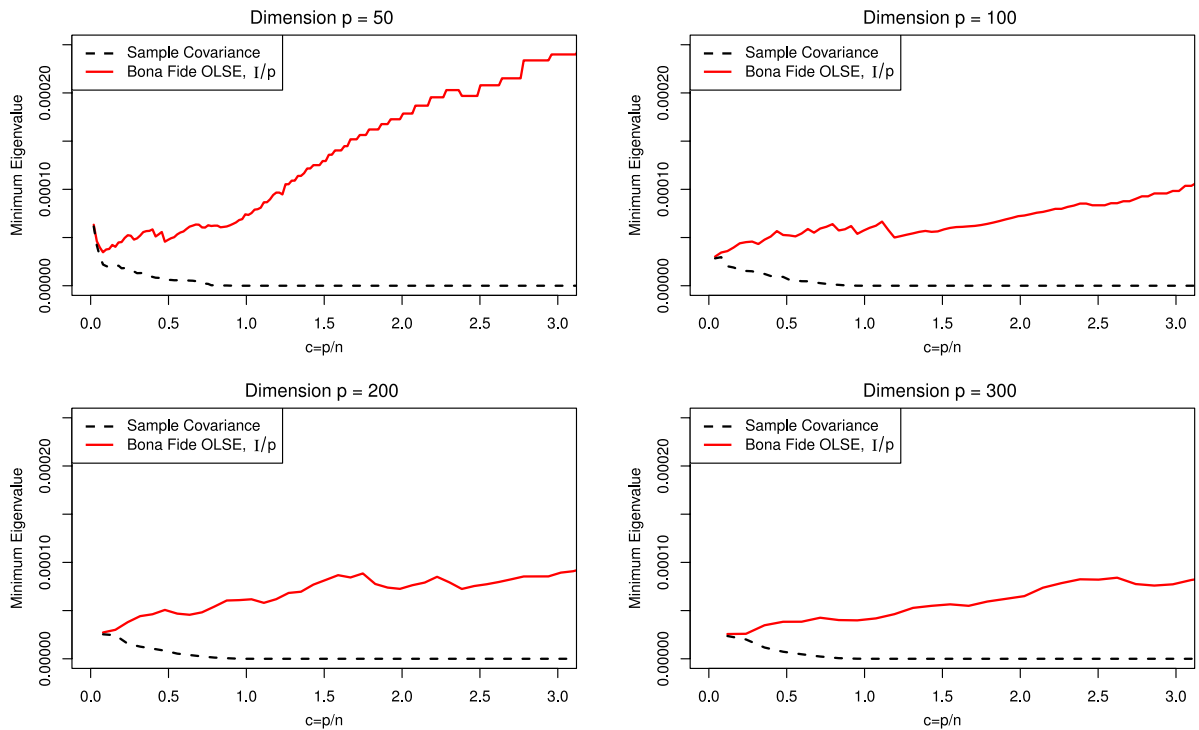 Dimension p = 50
Sample Covariance
Bona Fide OLSE, I/p
Minimum Eigenvalue
0.00020
0.00010
0.00000
0.0 0.5 1.0 1.5 2.0 2.5 3.0
c=p/n
Dimension p = 100
Sample Covariance
Bona Fide OLSE, I/p
Minimum Eigenvalue
0.00020
0.00010
0.00000
0.0 0.5 1.0 1.5 2.0 2.5 3.0
c=p/n
Dimension p = 200
Sample Covariance
Bona Fide OLSE, I/p
Minimum Eigenvalue
0.00020
0.00010
0.00000
0.0 0.5 1.0 1.5 2.0 2.5 3.0
c=p/n
Dimension p = 300
Sample Covariance
Bona Fide OLSE, I/p
Minimum Eigenvalue
0.00020
0.00010
0.00000
0.0 0.5 1.0 1.5 2.0 2.5 3.0
c=p/n